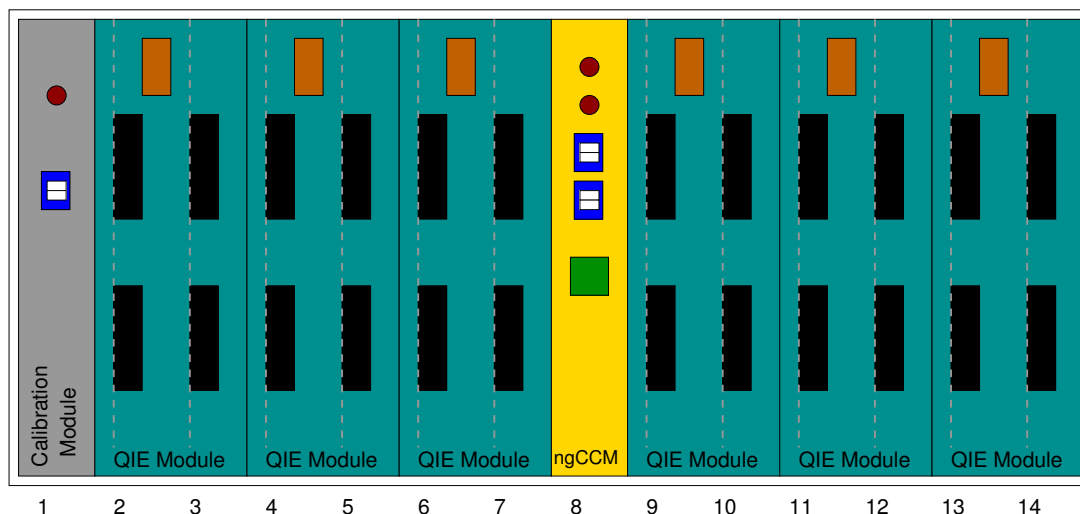 Calibration
Module
QIE Module
QIE Module
QIE Module
ngCCM
QIE Module
QIE Module
QIE Module
1 2 3 4 5 6 7 8 9 10 11 12 13 14